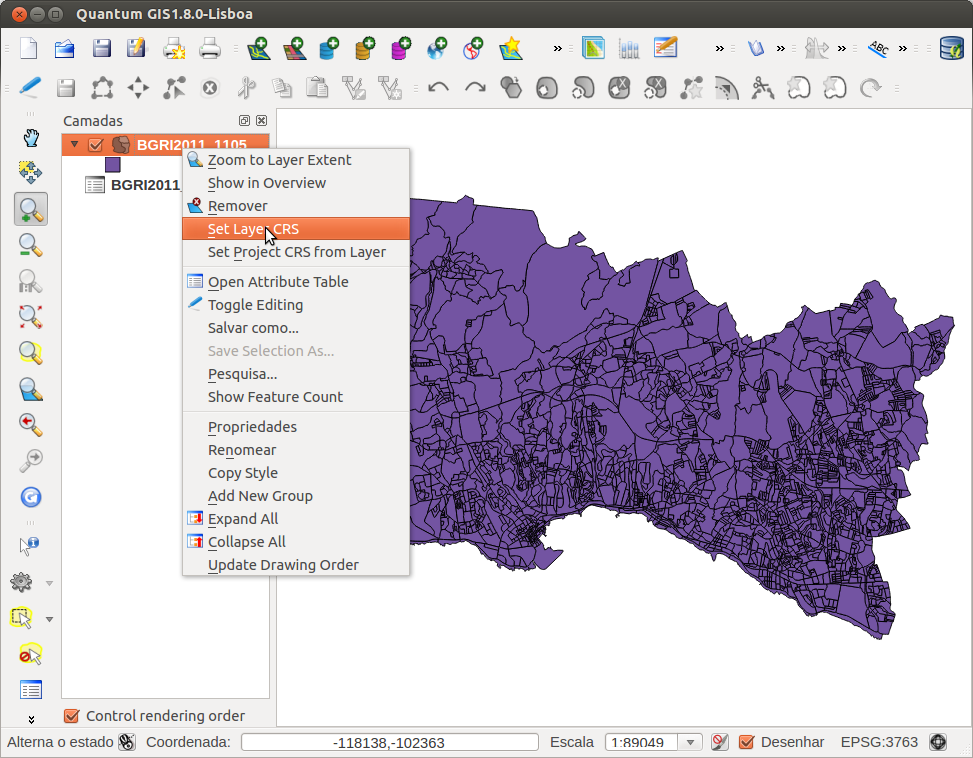 Quantum GIS1.8.0-Lisboa
»
»
»
»
ABC
»
Camadas
BGRI2011_1105
BGRI2011_
Zoom to Layer Extent
Show in Overview
Remover
Set Layer CRS
Set Project CRS from Layer
Open Attribute Table
Toggle Editing
Salvar como...
Save Selection As...
Pesquisa...
Show Feature Count
Propriedades
Renomear
Copy Style
Add New Group
Expand All
Collapse All
Update Drawing Order
Control rendering order
Alterna o estado
Coordenada:
-118138,-102363
Escala
1:89049
Desenhar
EPSG:3763